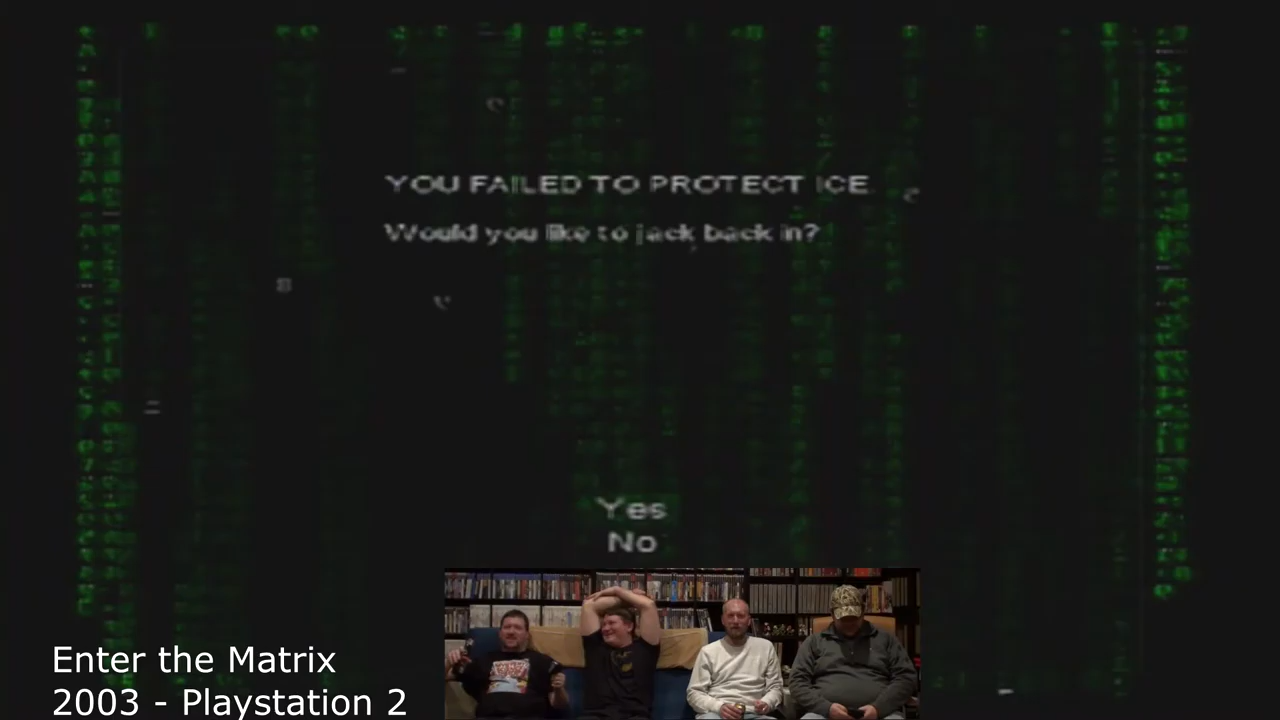 YOU FAILED TO PROTECT ICE.
Would you like to jack back in?
Yes
No
Enter the Matrix
2003 - Playstation 2